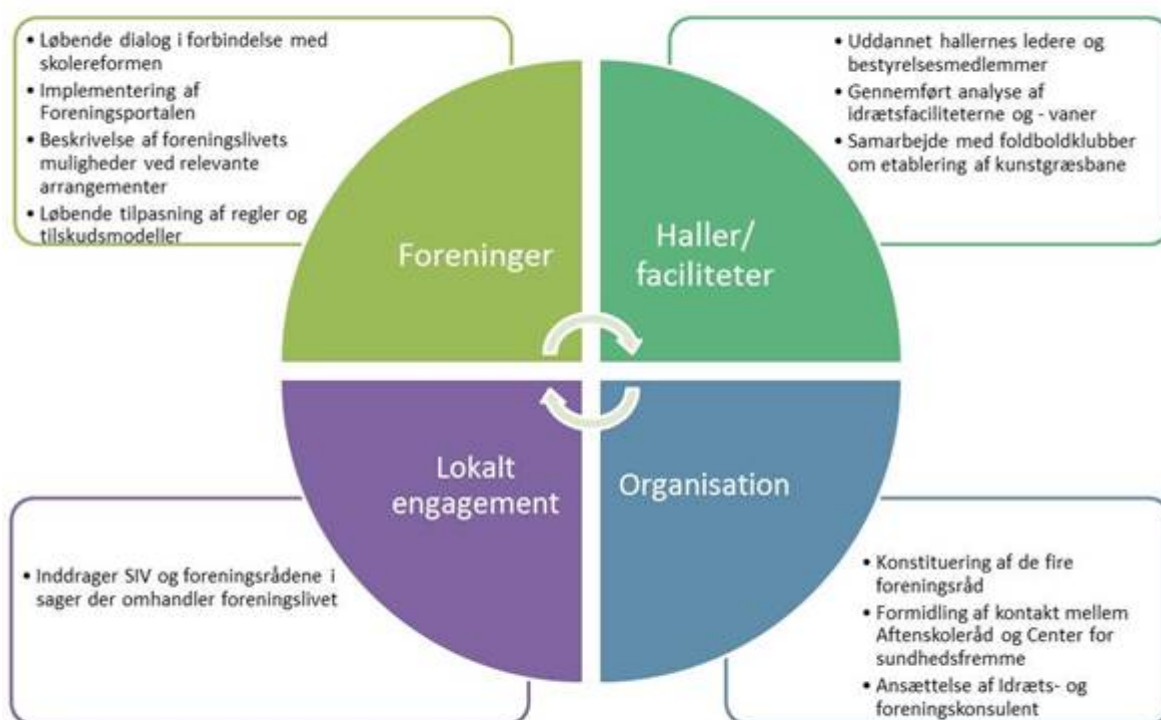 • Løbende dialog i forbindelse med
skolereformen
• Implementering af
Foreningsportalen
• Beskrivelse af foreningslivets
muligheder ved relevante
arrangementer
• Løbende tilpasning af regler og
tilskudsmodeller
• Uddannet hallernes ledere og
bestyrelsesmedlemmer
• Gennemført analyse af
idrætsfaciliteterne og - vaner
• Samarbejde med foldboldklubber
om etablering af kunstgræsbane
Foreninger
Haller/
faciliteter
Lokalt
engagement
Organisation
• Inddrager SIV og foreningsrådene i
sager der omhandler foreningslivet
• Konstituering af de fire
foreningsråd
• Formidling af kontakt mellem
Aftenskoleråd og Center for
sundhedsfremme
• Ansættelse af Idræts- og
foreningskonsulent